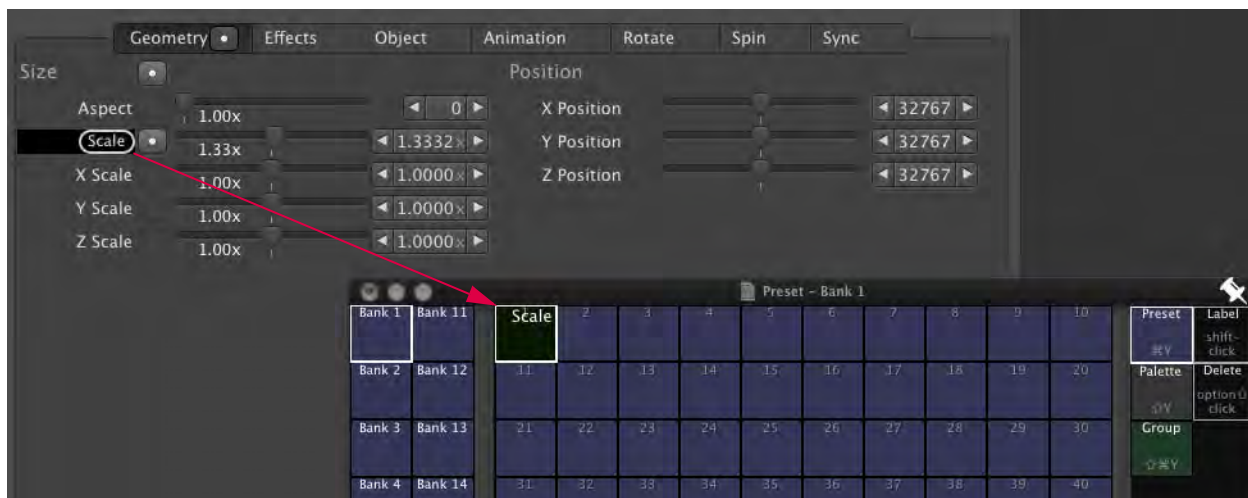 Geometry Effects Object Animation Rotate Spin Sync
Size Position
Aspect 1.00x 0 X Position 32767
Scale 1.33x 1.3332x Y Position 32767
X Scale 1.00x 1.0000x Z Position 32767
Y Scale 1.00x 1.0000x
Z Scale 1.00x 1.0000x
Preset - Bank 1
Bank 1 Bank 11 Scale 2 3 4 5 6 7 8 9 10 Preset Label
⌘Y shift-
click
Bank 2 Bank 12 11 12 13 14 15 16 17 18 19 20 Palette Delete
⇧Y option⇧
click
Bank 3 Bank 13 21 22 23 24 25 26 27 28 29 30 Group
⇧⌘Y
Bank 4 Bank 14 31 32 33 34 35 36 37 38 39 40